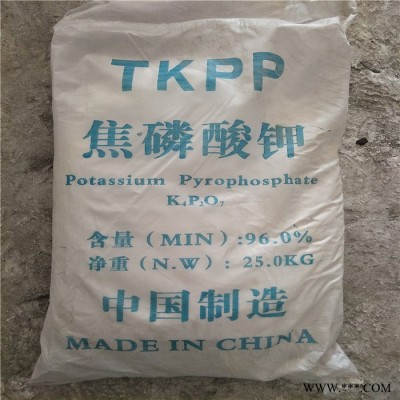 TKPP
焦磷酸钾
Potassium Pyrophosphate
K₄P₂O₇
含量(MIN):96.0%
净重(N.W):25.0KG
中国制造
MADE IN CHINA